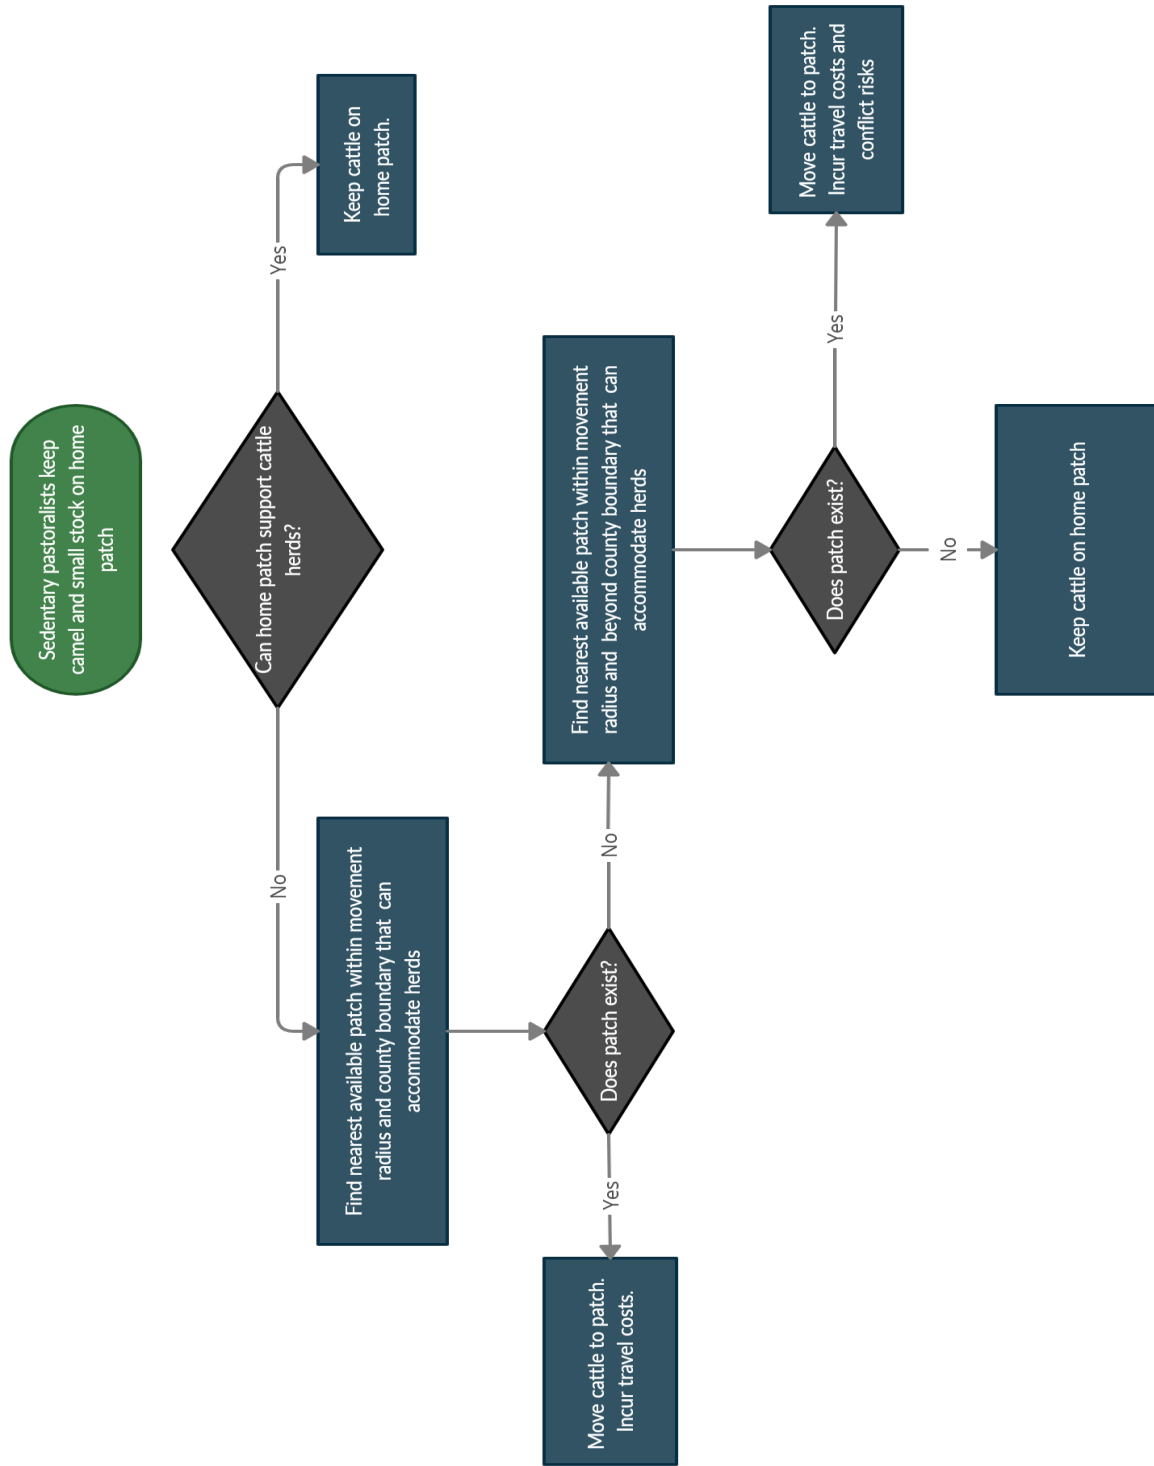 Sedentary pastoralists keep
camel and small stock on home
patch
Can home patch support cattle
herds?
No
Yes
Find nearest available patch within movement
radius and county boundary that can
accommodate herds
Keep cattle on
home patch.
Does patch exist?
Yes
No
Move cattle to patch.
Incur travel costs.
Find nearest available patch within movement
radius and beyond county boundary that can
accommodate herds
Does patch exist?
Yes
Move cattle to patch.
Incur travel costs and
conflict risks
No
Keep cattle on home patch